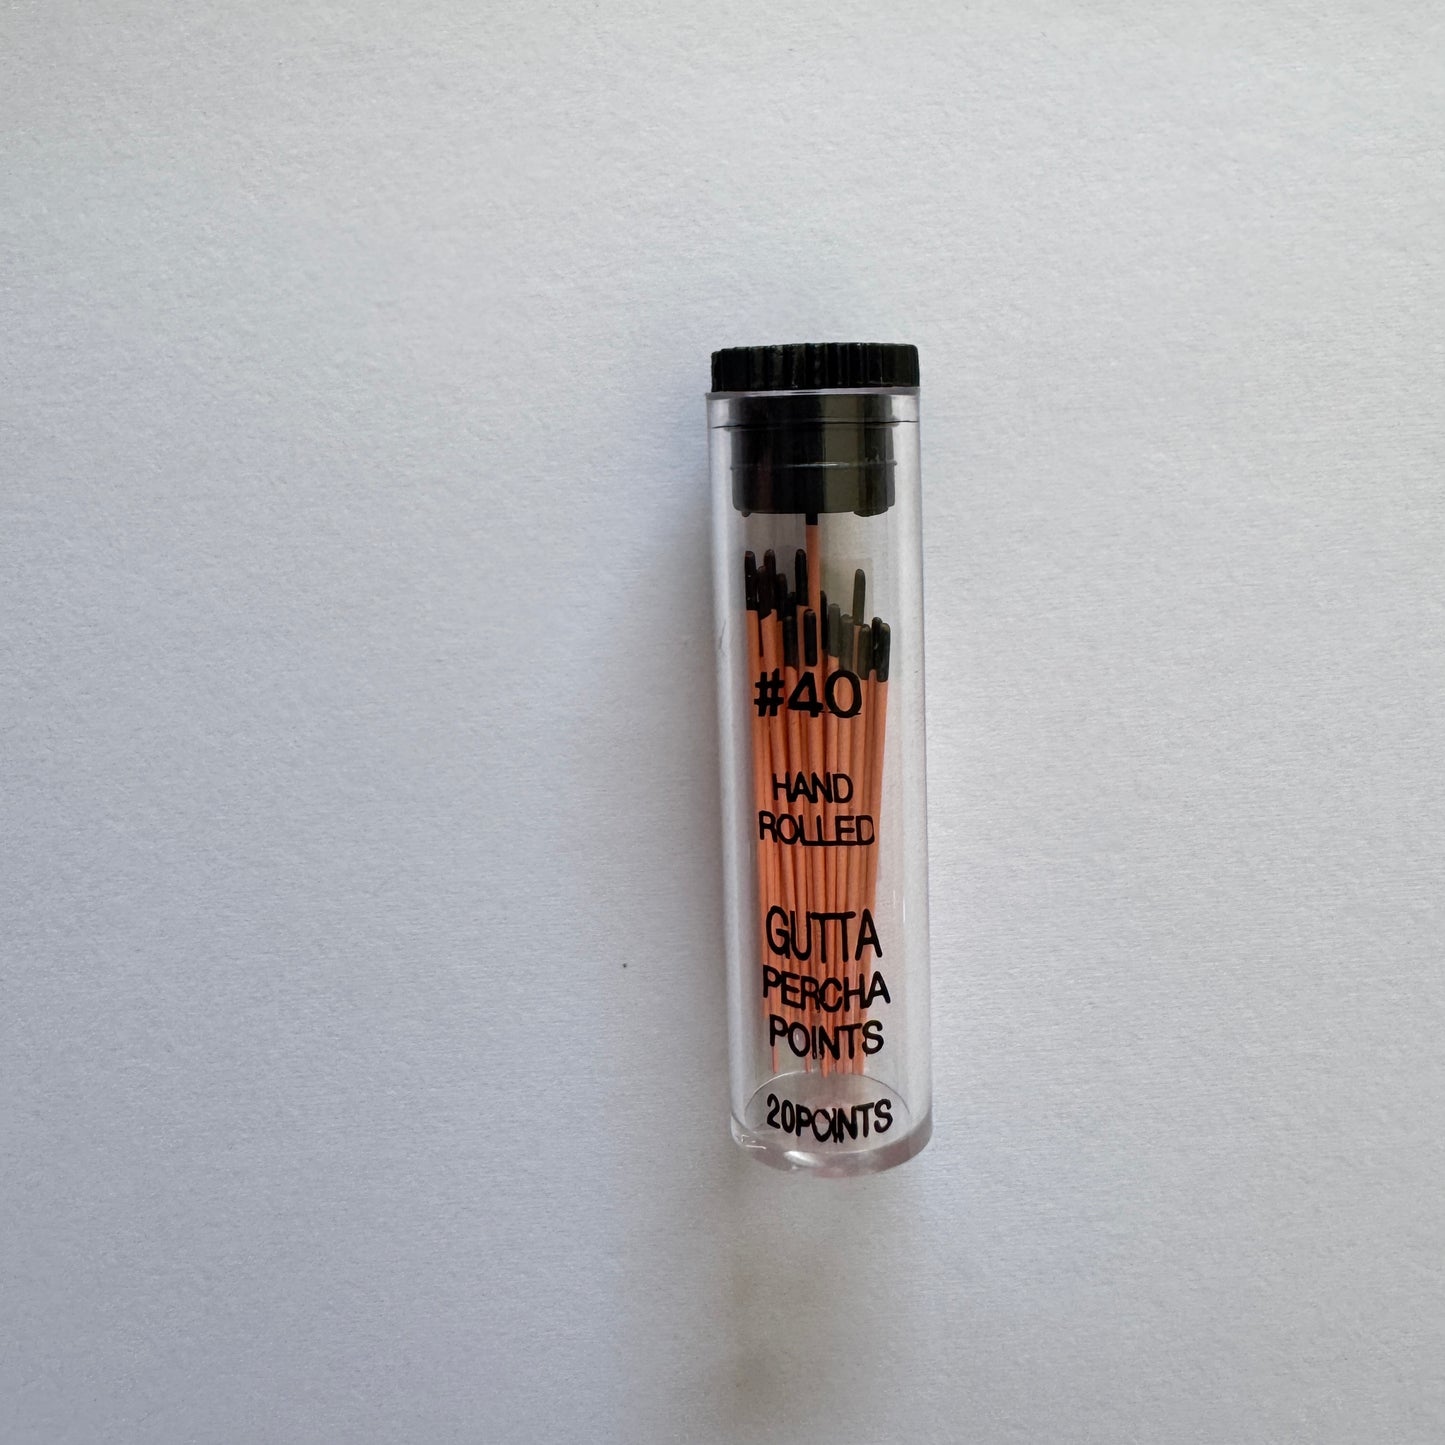 #40
HAND
ROLLED
GUTTA
PERCHA
POINTS
20POINTS